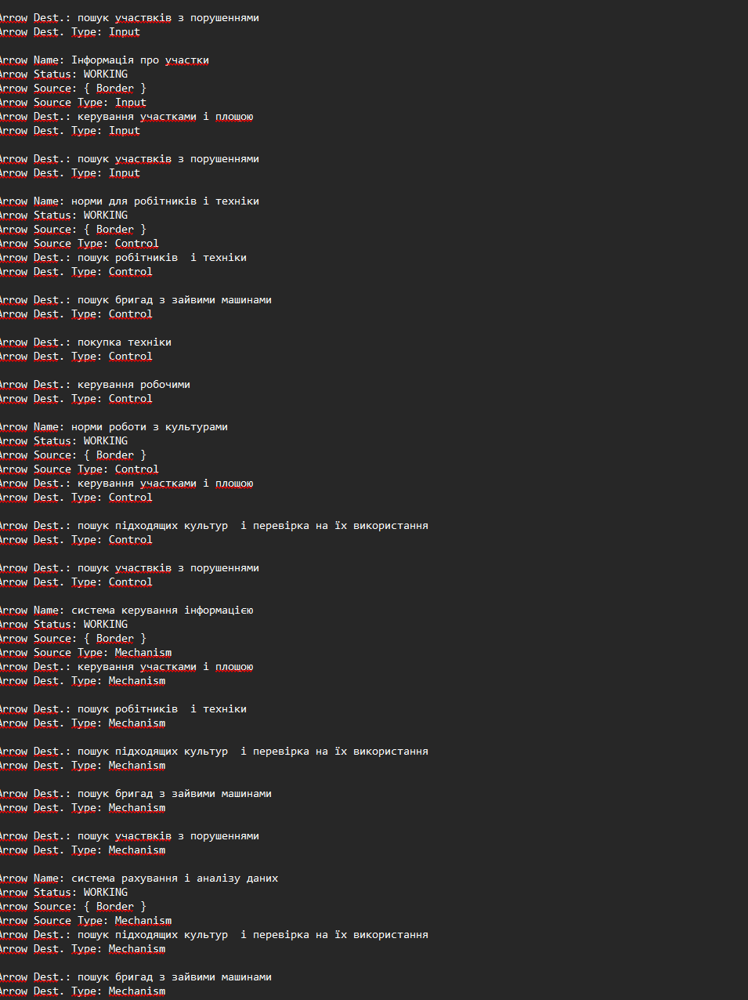 Arrow Dest.: пошук участвків з порушеннями
Arrow Dest. Type: Input
Arrow Name: Інформація про участки
Arrow Status: WORKING
Arrow Source: { Border }
Arrow Source Type: Input
Arrow Dest.: керування участками і площою
Arrow Dest. Type: Input
Arrow Dest.: пошук участвків з порушеннями
Arrow Dest. Type: Input
Arrow Name: норми для робітників і техніки
Arrow Status: WORKING
Arrow Source: { Border }
Arrow Source Type: Control
Arrow Dest.: пошук робітників  і техніки
Arrow Dest. Type: Control
Arrow Dest.: пошук бригад з зайвими машинами
Arrow Dest. Type: Control
Arrow Dest.: покупка техніки
Arrow Dest. Type: Control
Arrow Dest.: керування робочими
Arrow Dest. Type: Control
Arrow Name: норми роботи з культурами
Arrow Status: WORKING
Arrow Source: { Border }
Arrow Source Type: Control
Arrow Dest.: керування участками і площою
Arrow Dest. Type: Control
Arrow Dest.: пошук підходящих культур  і перевірка на їх використання
Arrow Dest. Type: Control
Arrow Dest.: пошук участвків з порушеннями
Arrow Dest. Type: Control
Arrow Name: система керування інформацією
Arrow Status: WORKING
Arrow Source: { Border }
Arrow Source Type: Mechanism
Arrow Dest.: керування участками і площою
Arrow Dest. Type: Mechanism
Arrow Dest.: пошук робітників  і техніки
Arrow Dest. Type: Mechanism
Arrow Dest.: пошук підходящих культур  і перевірка на їх використання
Arrow Dest. Type: Mechanism
Arrow Dest.: пошук бригад з зайвими машинами
Arrow Dest. Type: Mechanism
Arrow Dest.: пошук участвків з порушеннями
Arrow Dest. Type: Mechanism
Arrow Name: система рахування і аналізу даних
Arrow Status: WORKING
Arrow Source: { Border }
Arrow Source Type: Mechanism
Arrow Dest.: пошук підходящих культур  і перевірка на їх використання
Arrow Dest. Type: Mechanism
Arrow Dest.: пошук бригад з зайвими машинами
Arrow Dest. Type: Mechanism